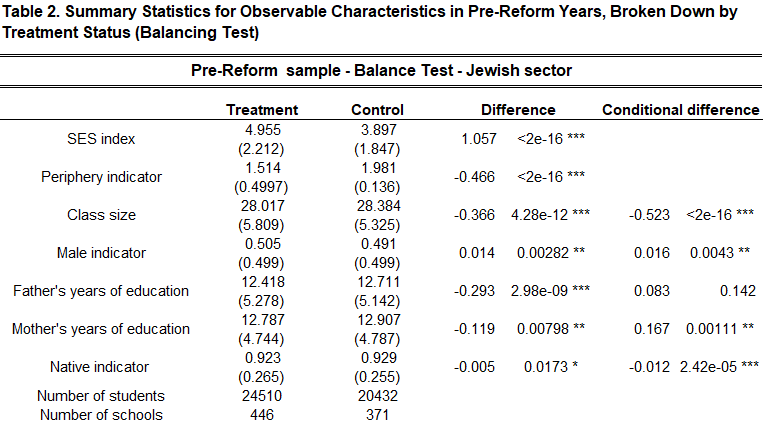 Table 2. Summary Statistics for Observable Characteristics in Pre-Reform Years, Broken Down by
Treatment Status (Balancing Test)
Pre-Reform sample - Balance Test - Jewish sector
Treatment Control Difference Conditional difference
SES index 4.955 3.897 1.057 <2e-16 ***
(2.212) (1.847)
Periphery indicator 1.514 1.981 -0.466 <2e-16 ***
(0.4997) (0.136)
Class size 28.017 28.384 -0.366 4.28e-12 *** -0.523 <2e-16 ***
(5.809) (5.325)
Male indicator 0.505 0.491 0.014 0.00282 ** 0.016 0.0043 **
(0.499) (0.499)
Father's years of education 12.418 12.711 -0.293 2.98e-09 *** 0.083 0.142
(5.278) (5.142)
Mother's years of education 12.787 12.907 -0.119 0.00798 ** 0.167 0.00111 **
(4.744) (4.787)
Native indicator 0.923 0.929 -0.005 0.0173 * -0.012 2.42e-05 ***
(0.265) (0.255)
Number of students 24510 20432
Number of schools 446 371